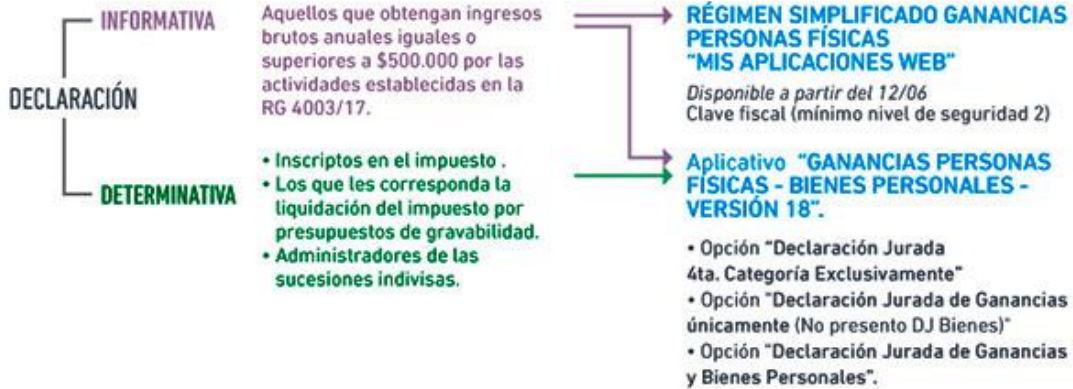 DECLARACIÓN
INFORMATIVA
Aquellos que obtengan ingresos
brutos anuales iguales o
superiores a $500.000 por las
actividades establecidas en la
RG 4003/17.
RÉGIMEN SIMPLIFICADO GANANCIAS
PERSONAS FÍSICAS
"MIS APLICACIONES WEB"
Disponible a partir del 12/06
Clave fiscal (mínimo nivel de seguridad 2)
DETERMINATIVA
• Inscriptos en el impuesto .
• Los que les corresponda la
liquidación del impuesto por
presupuestos de gravabilidad.
• Administradores de las
sucesiones indivisas.
Aplicativo "GANANCIAS PERSONAS
FÍSICAS - BIENES PERSONALES -
VERSIÓN 18".
• Opción "Declaración Jurada
4ta. Categoría Exclusivamente"
• Opción "Declaración Jurada de Ganancias
únicamente (No presento DJ Bienes)"
• Opción "Declaración Jurada de Ganancias
y Bienes Personales".